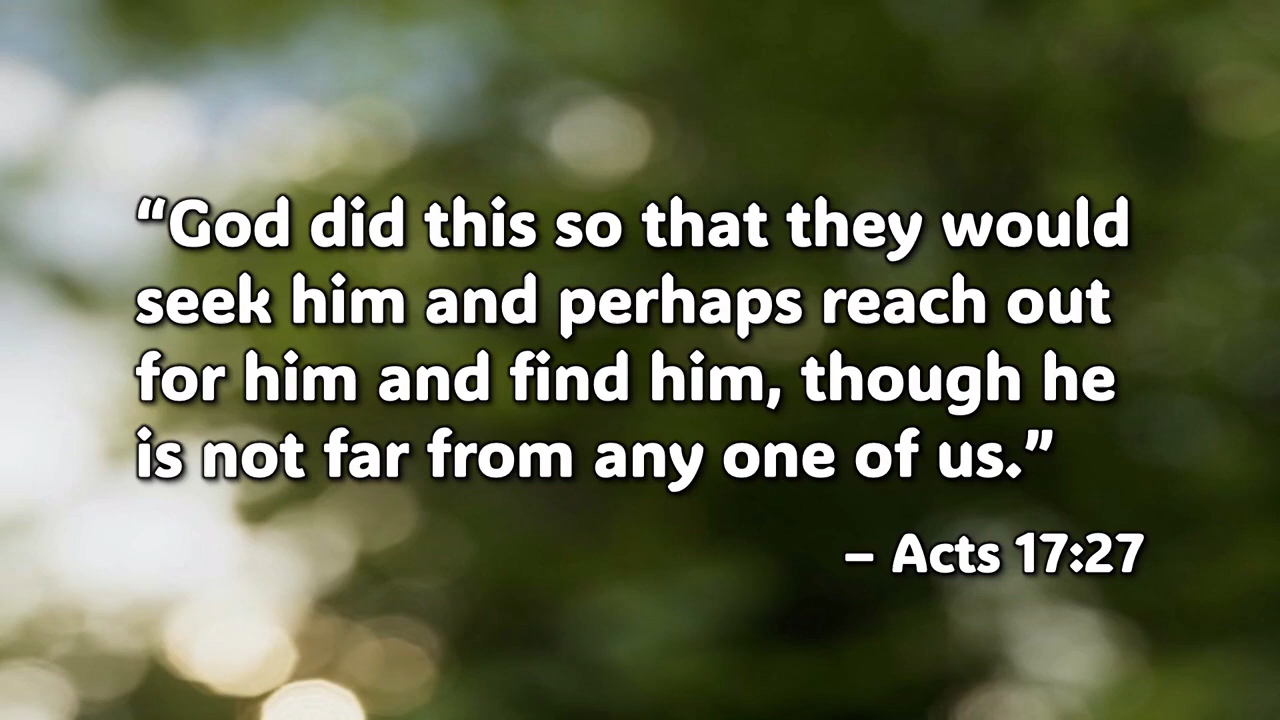 “God did this so that they would
seek him and perhaps reach out
for him and find him, though he
is not far from any one of us.”
– Acts 17:27